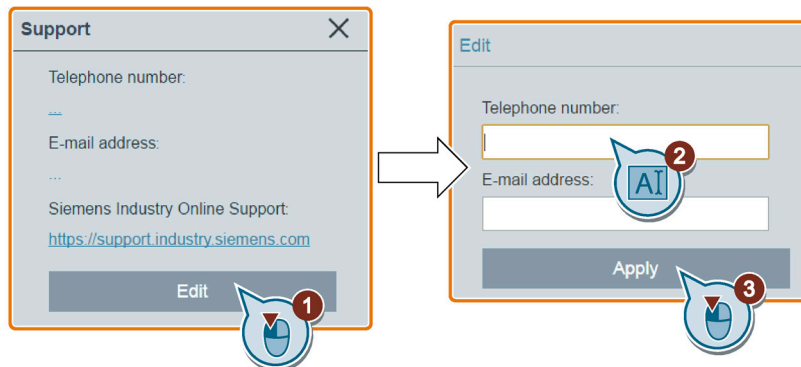 Support
Telephone number:
...
E-mail address:
...
Siemens Industry Online Support:
https://support.industry.siemens.com
Edit
1
Edit
Telephone number:
2
A
E-mail address:
Apply
3